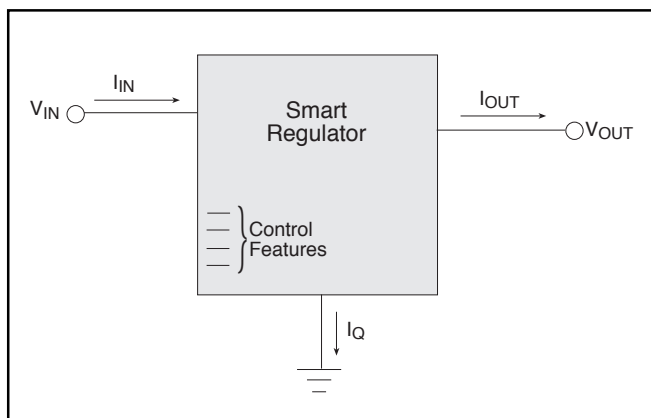 I_IN
V_IN
Smart
Regulator
I_OUT
V_OUT
Control
Features
I_Q